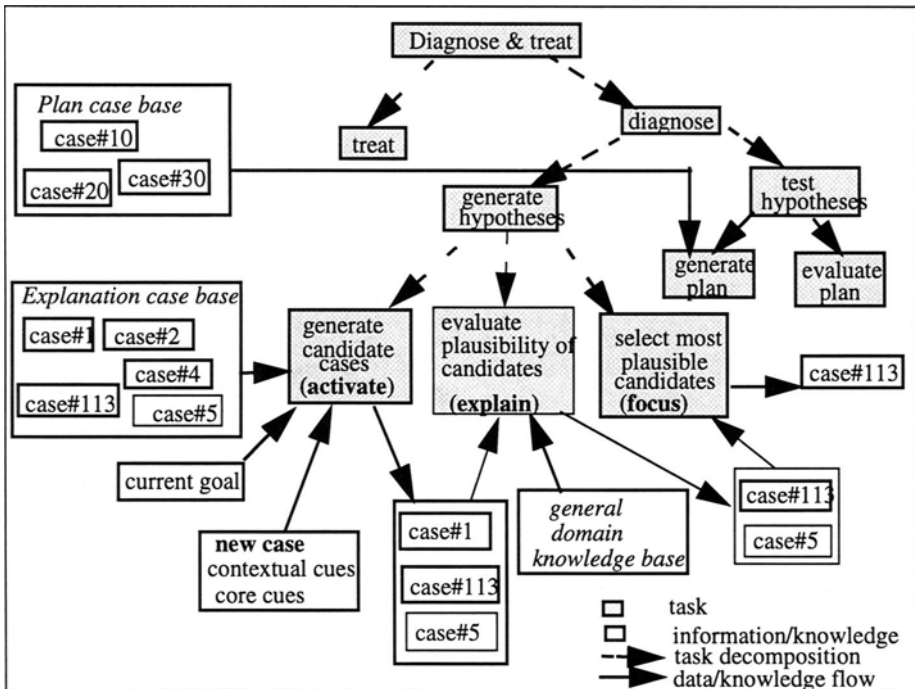 Diagnose & treat
Plan case base
case#10
case#20
case#30
treat
diagnose
generate
hypotheses
test
hypotheses
generate
plan
evaluate
plan
Explanation case base
case#1
case#2
case#4
case#113
case#5
generate
candidate
cases
(activate)
evaluate
plausibility of
candidates
(explain)
select most
plausible
candidates
(focus)
case#113
current goal
new case
contextual cues
core cues
case#1
case#113
case#5
general
domain
knowledge base
case#113
case#5
task
information/knowledge
task decomposition
data/knowledge flow